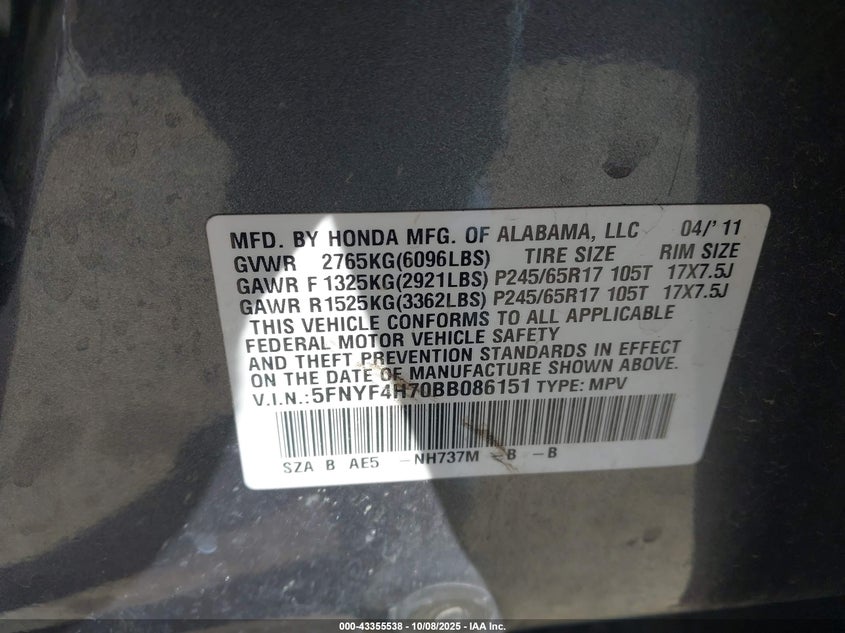 MFD. BY HONDA MFG. OF ALABAMA, LLC 04/'11
GVWR 2765KG(6096LBS) TIRE SIZE RIM SIZE
GAWR F 1325KG(2921LBS) P245/65R17 105T 17X7.5J
GAWR R 1525KG(3362LBS) P245/65R17 105T 17X7.5J
THIS VEHICLE CONFORMS TO ALL APPLICABLE
FEDERAL MOTOR VEHICLE SAFETY
AND THEFT PREVENTION STANDARDS IN EFFECT
ON THE DATE OF MANUFACTURE SHOWN ABOVE.
V.I.N.:5FNYF4H70BB086151 TYPE: MPV
SZA B AE5 -NH737M -B -B
000-43355538 - 10/08/2025 - IAA Inc.